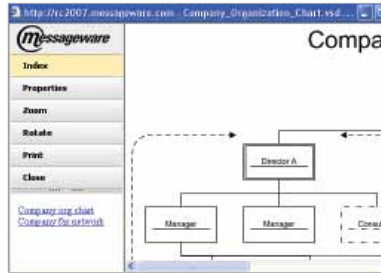 http://rc2007.messageware.com - Company_Organization_Chart.vsd ...
Messageware
Compa
Index
Properties
Zoom
Rotate
Print
Close
Company org chart
Company fax network
Director A
Manager
Manager
Consu